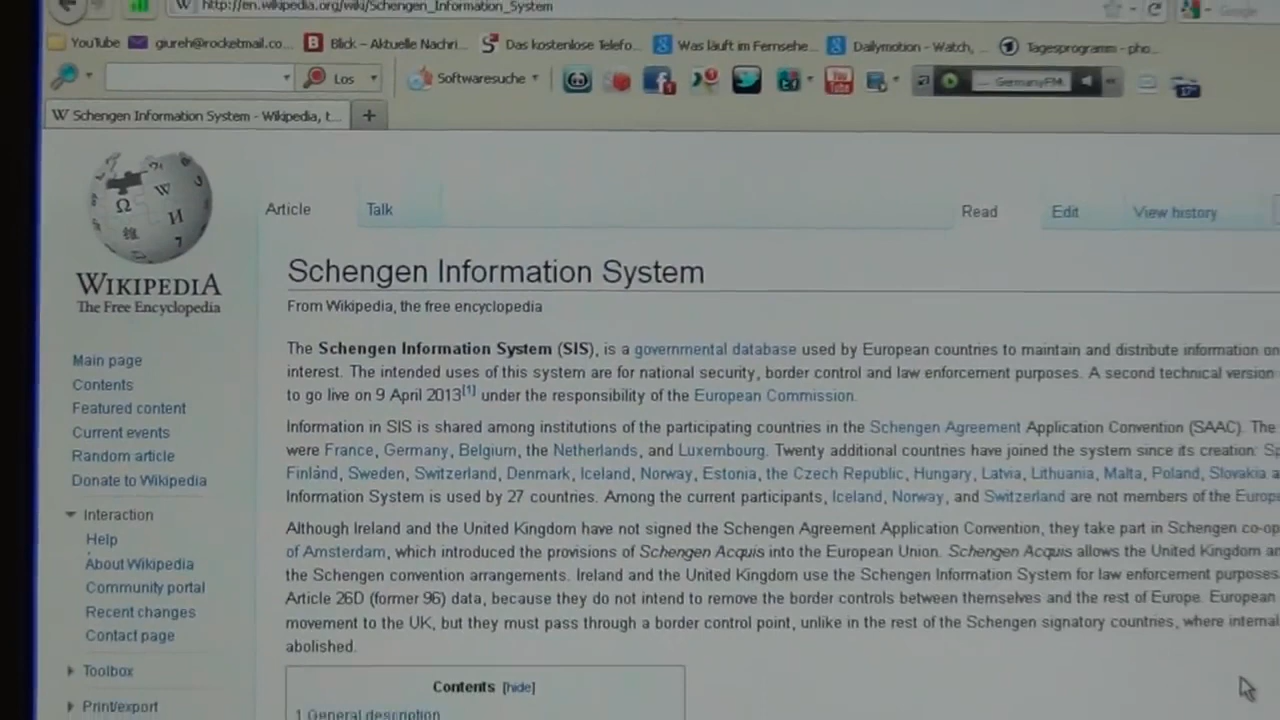 http://en.wikipedia.org/wiki/Schengen_Information_System
YouTube giureh@rocketmail.co... Blick – Aktuelle Nachri... Das kostenlose Telefo... Was läuft im Fernsehe... Dailymotion - Watch, ... Tagesprogramm - pho...
Los Softwaresuche GermanyFM
W Schengen Information System - Wikipedia, t...
Article Talk Read Edit View history
WIKIPEDIA
The Free Encyclopedia
Schengen Information System
From Wikipedia, the free encyclopedia
The Schengen Information System (SIS), is a governmental database used by European countries to maintain and distribute information on
interest. The intended uses of this system are for national security, border control and law enforcement purposes. A second technical version
to go live on 9 April 2013[1] under the responsibility of the European Commission.
Information in SIS is shared among institutions of the participating countries in the Schengen Agreement Application Convention (SAAC). The
were France, Germany, Belgium, the Netherlands, and Luxembourg. Twenty additional countries have joined the system since its creation: Sp
Finland, Sweden, Switzerland, Denmark, Iceland, Norway, Estonia, the Czech Republic, Hungary, Latvia, Lithuania, Malta, Poland, Slovakia a
Information System is used by 27 countries. Among the current participants, Iceland, Norway, and Switzerland are not members of the Europe
Although Ireland and the United Kingdom have not signed the Schengen Agreement Application Convention, they take part in Schengen co-op
of Amsterdam, which introduced the provisions of Schengen Acquis into the European Union. Schengen Acquis allows the United Kingdom an
the Schengen convention arrangements. Ireland and the United Kingdom use the Schengen Information System for law enforcement purposes.
Article 26D (former 96) data, because they do not intend to remove the border controls between themselves and the rest of Europe. European
movement to the UK, but they must pass through a border control point, unlike in the rest of the Schengen signatory countries, where internal
abolished.
Contents [hide]
1 General description
Main page
Contents
Featured content
Current events
Random article
Donate to Wikipedia
Interaction
Help
About Wikipedia
Community portal
Recent changes
Contact page
Toolbox
Print/export